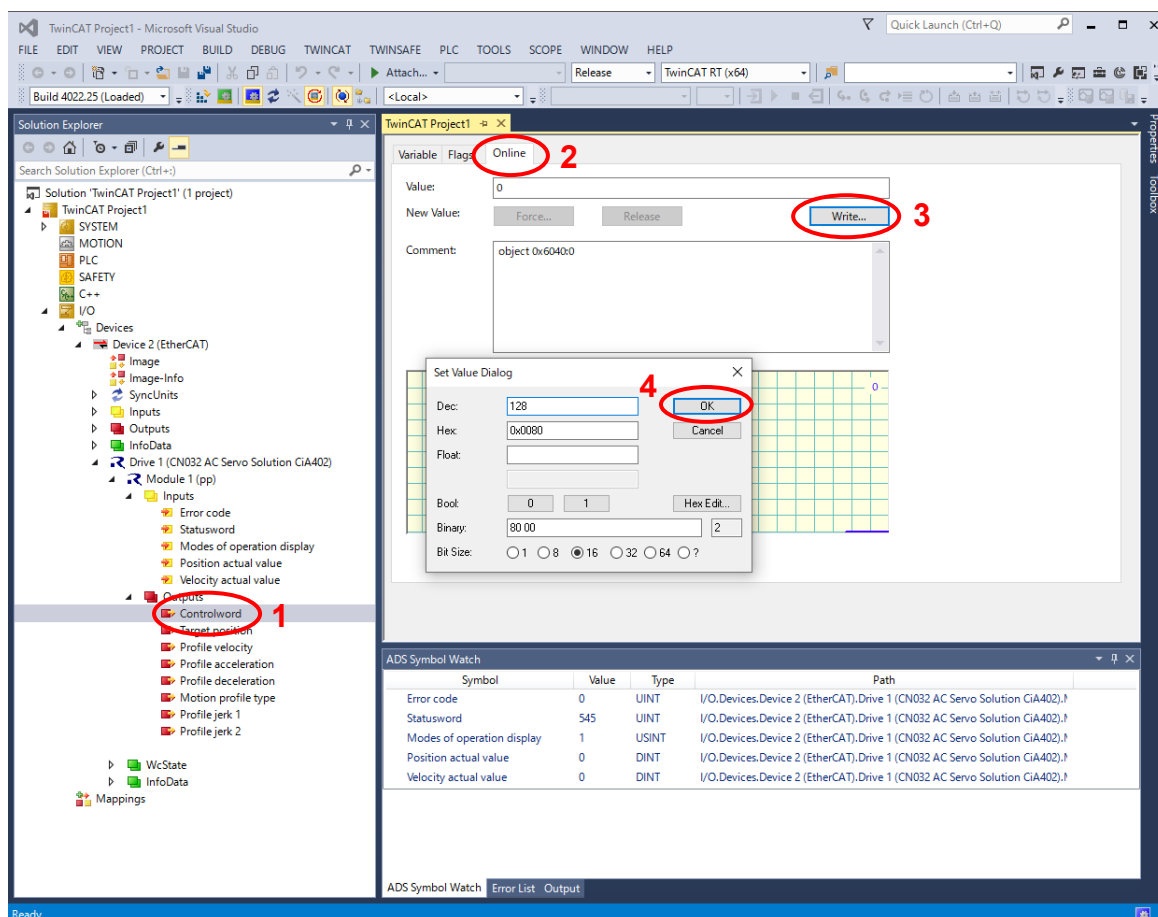 TwinCAT Project1 - Microsoft Visual Studio
Quick Launch (Ctrl+Q)
FILE EDIT VIEW PROJECT BUILD DEBUG TWINCAT TWINSAFE PLC TOOLS SCOPE WINDOW HELP
Attach... Release TwinCAT RT (x64)
Build 4022.25 (Loaded) <Local>
Solution Explorer
Search Solution Explorer (Ctrl+:)
Solution 'TwinCAT Project1' (1 project)
TwinCAT Project1
SYSTEM
MOTION
PLC
SAFETY
C++
I/O
Devices
Device 2 (EtherCAT)
Image
Image-Info
SyncUnits
Inputs
Outputs
InfoData
Drive 1 (CN032 AC Servo Solution CiA402)
Module 1 (pp)
Inputs
Error code
Statusword
Modes of operation display
Position actual value
Velocity actual value
Outputs
Controlword 1
Target position
Profile velocity
Profile acceleration
Profile deceleration
Motion profile type
Profile jerk 1
Profile jerk 2
WcState
InfoData
Mappings
TwinCAT Project1
Variable Flags Online 2
Value: 0
New Value: Force... Release Write... 3
Comment: object 0x6040:0
0
Set Value Dialog
4
Dec: 128 OK
Hex: 0x0080 Cancel
Float:
Bool: 0 1 Hex Edit...
Binary: 80 00 2
Bit Size: 1 8 16 32 64 ?
ADS Symbol Watch
Symbol Value Type Path
Error code 0 UINT I/O.Devices.Device 2 (EtherCAT).Drive 1 (CN032 AC Servo Solution CiA402).
Statusword 545 UINT I/O.Devices.Device 2 (EtherCAT).Drive 1 (CN032 AC Servo Solution CiA402).
Modes of operation display 1 USINT I/O.Devices.Device 2 (EtherCAT).Drive 1 (CN032 AC Servo Solution CiA402).
Position actual value 0 DINT I/O.Devices.Device 2 (EtherCAT).Drive 1 (CN032 AC Servo Solution CiA402).
Velocity actual value 0 DINT I/O.Devices.Device 2 (EtherCAT).Drive 1 (CN032 AC Servo Solution CiA402).
ADS Symbol Watch Error List Output
Properties
Toolbox
Ready